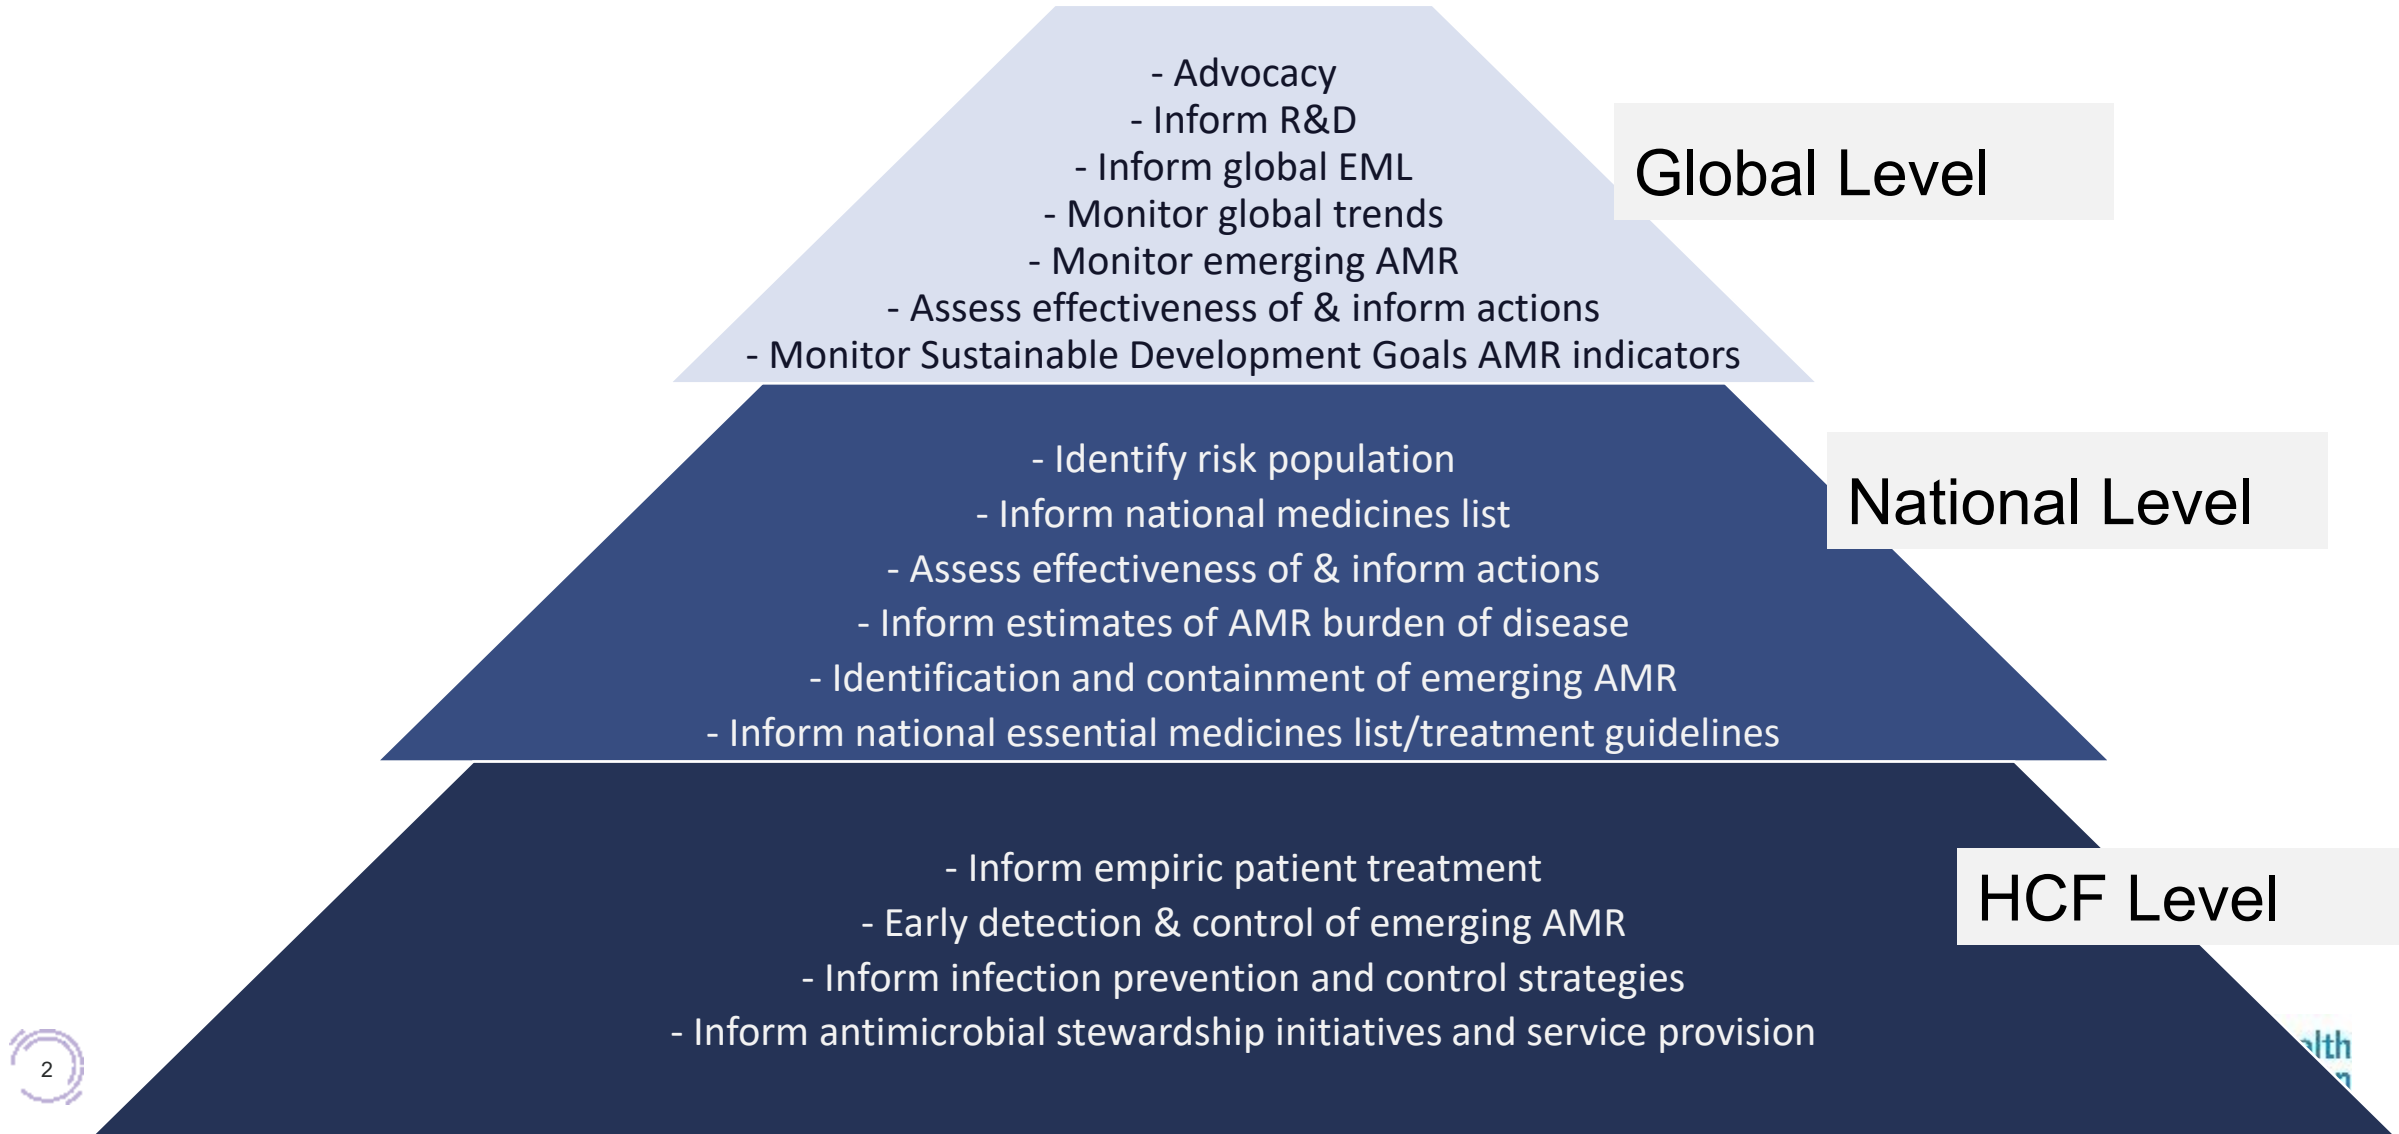 - Advocacy
- Inform R&D
- Inform global EML
- Monitor global trends
- Monitor emerging AMR
- Assess effectiveness of & inform actions
- Monitor Sustainable Development Goals AMR indicators
Global Level
- Identify risk population
- Inform national medicines list
- Assess effectiveness of & inform actions
- Inform estimates of AMR burden of disease
- Identification and containment of emerging AMR
- Inform national essential medicines list/treatment guidelines
National Level
- Inform empiric patient treatment
- Early detection & control of emerging AMR
- Inform infection prevention and control strategies
- Inform antimicrobial stewardship initiatives and service provision
HCF Level
2